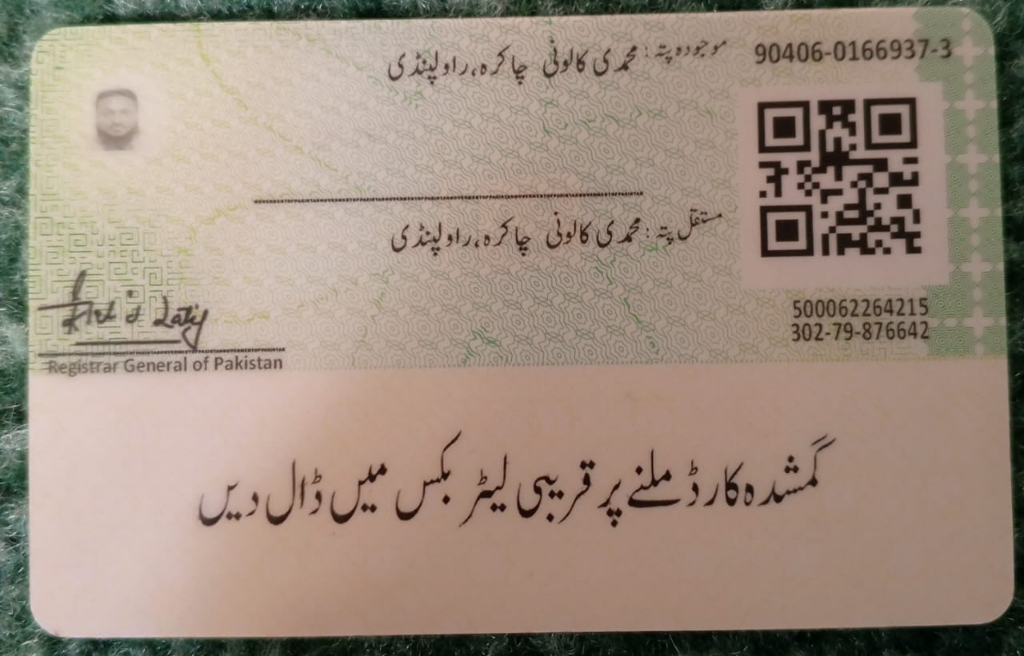 موجودہ پتہ: محمدی کالونی چاکرہ، راولپنڈی
90406-0166937-3
مستقل پتہ: محمدی کالونی چاکرہ، راولپنڈی
500062264215
302-79-876642
Registrar General of Pakistan
گمشدہ کارڈ ملنے پر قریبی لیٹر بکس میں ڈال دیں